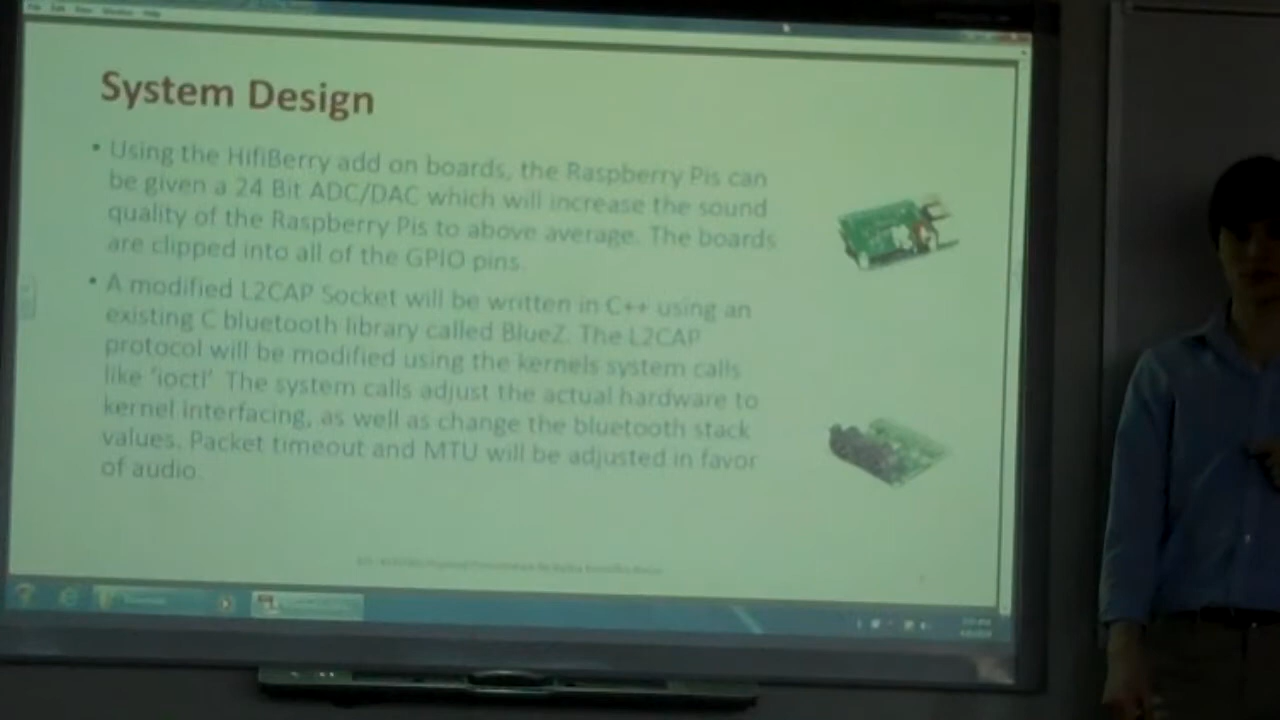 System Design
• Using the HifiBerry add on boards, the Raspberry Pis can
be given a 24 Bit ADC/DAC which will increase the sound
quality of the Raspberry Pis to above average. The boards
are clipped into all of the GPIO pins.
• A modified L2CAP Socket will be written in C++ using an
existing C bluetooth library called BlueZ. The L2CAP
protocol will be modified using the kernels system calls
like 'ioctl' The system calls adjust the actual hardware to
kernel interfacing, as well as change the bluetooth stack
values. Packet timeout and MTU will be adjusted in favor
of audio